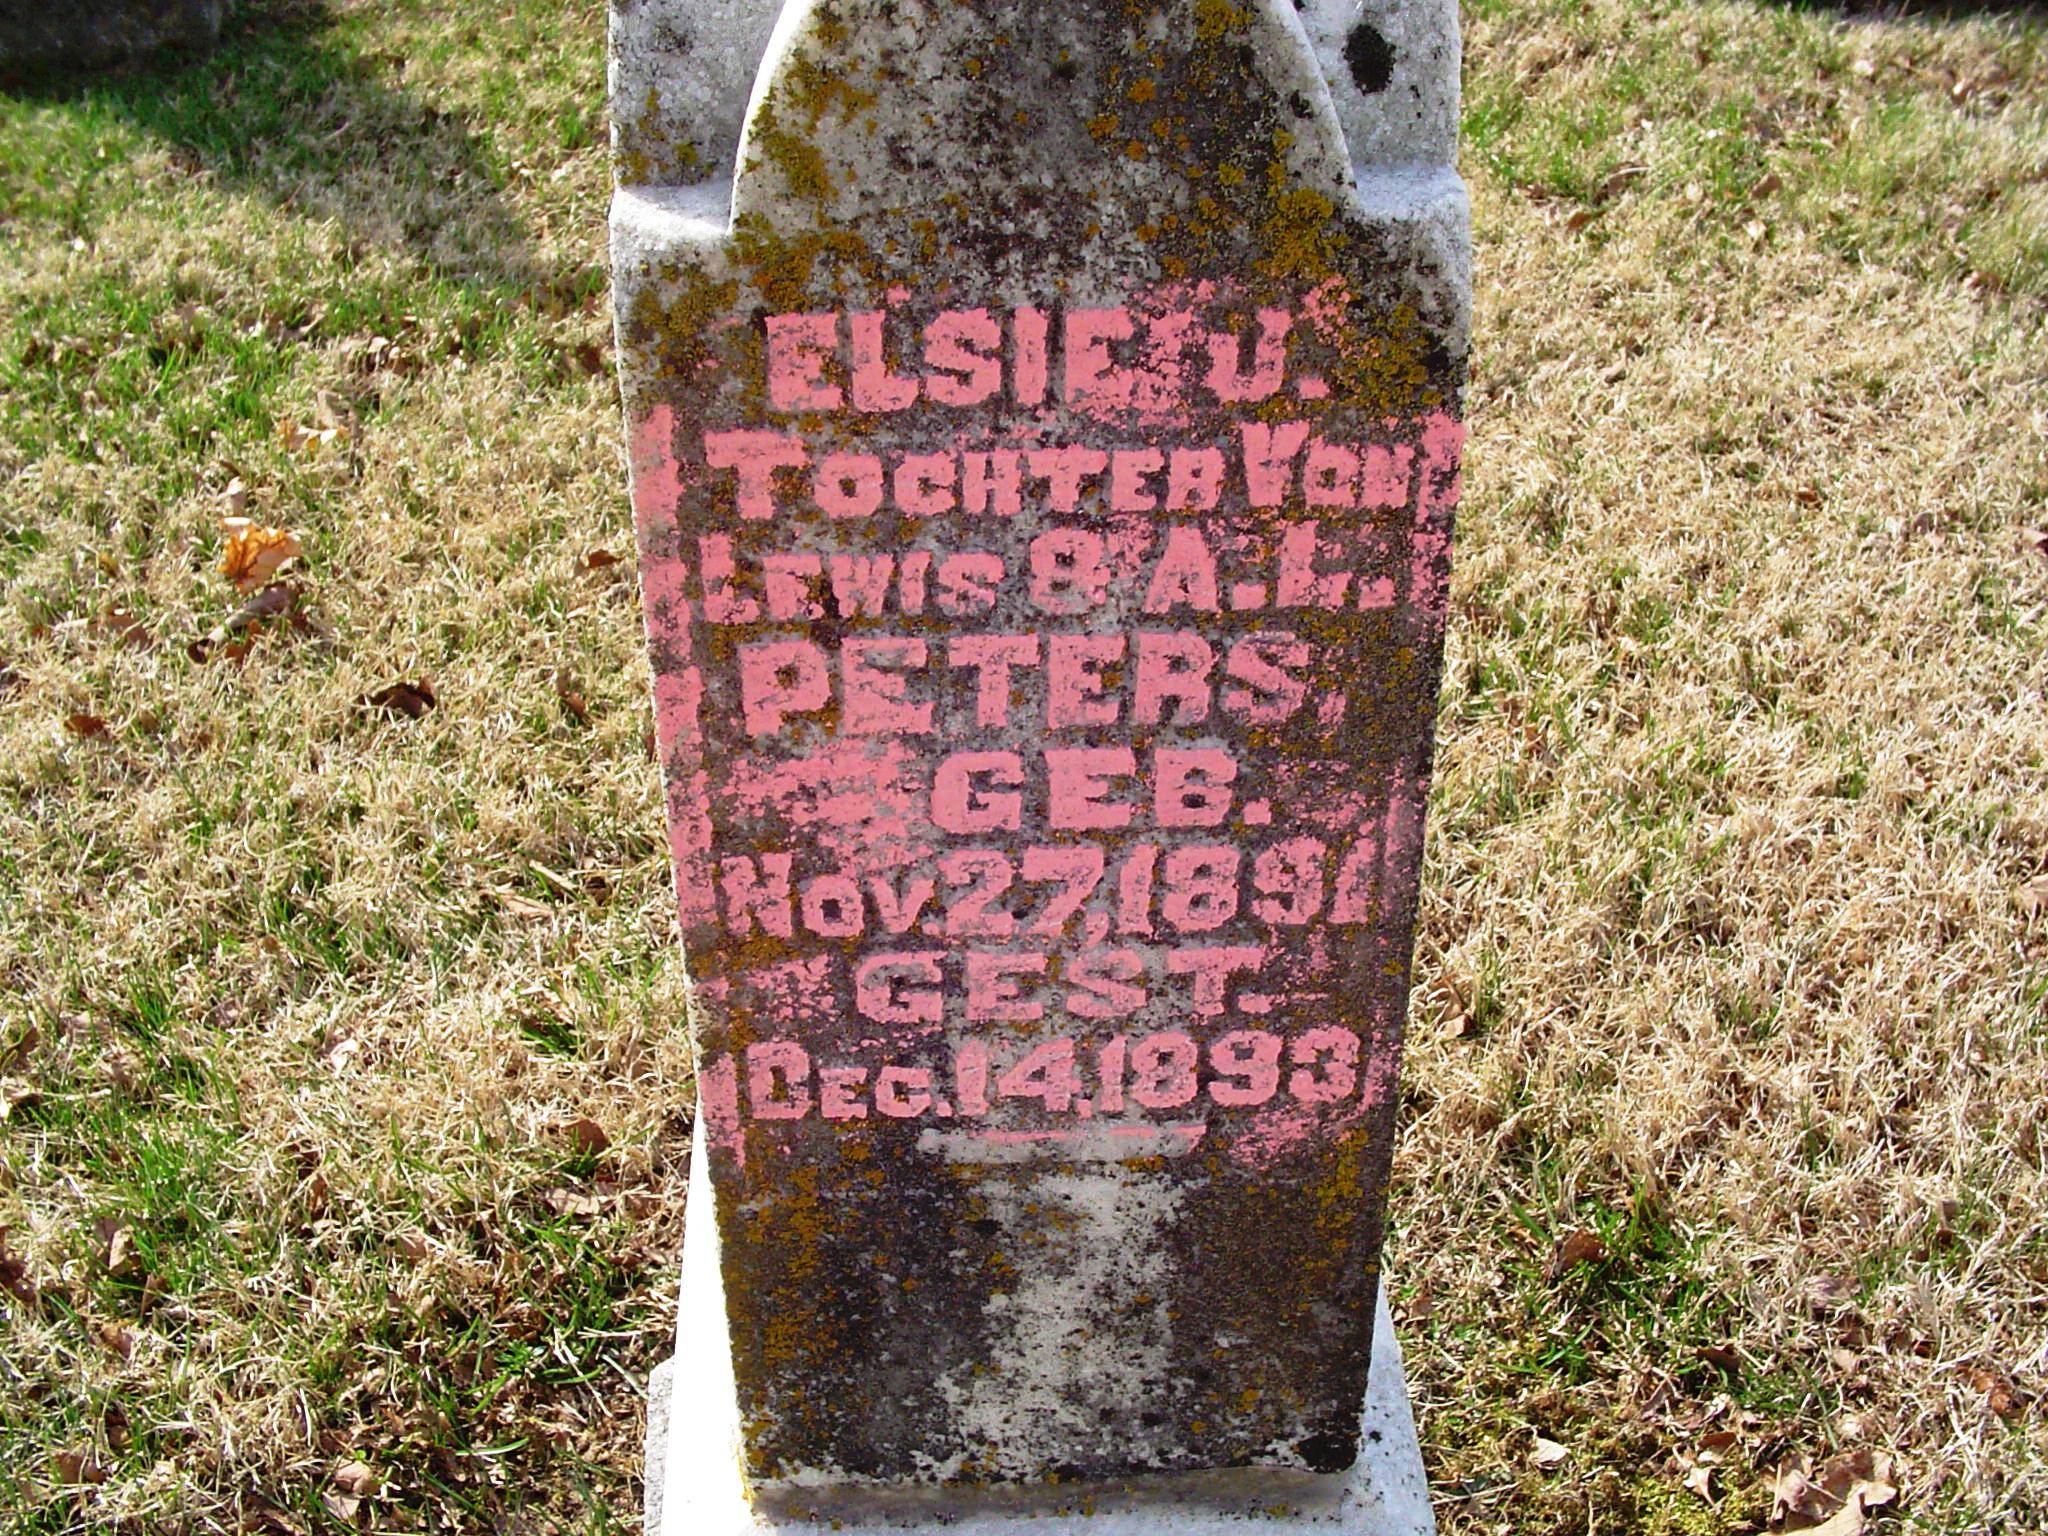 ELSIE J.
TOCHTER VON
LEWIS & A. L.
PETERS,
GEB.
NOV. 27, 1891
GEST.
DEC. 14, 1893